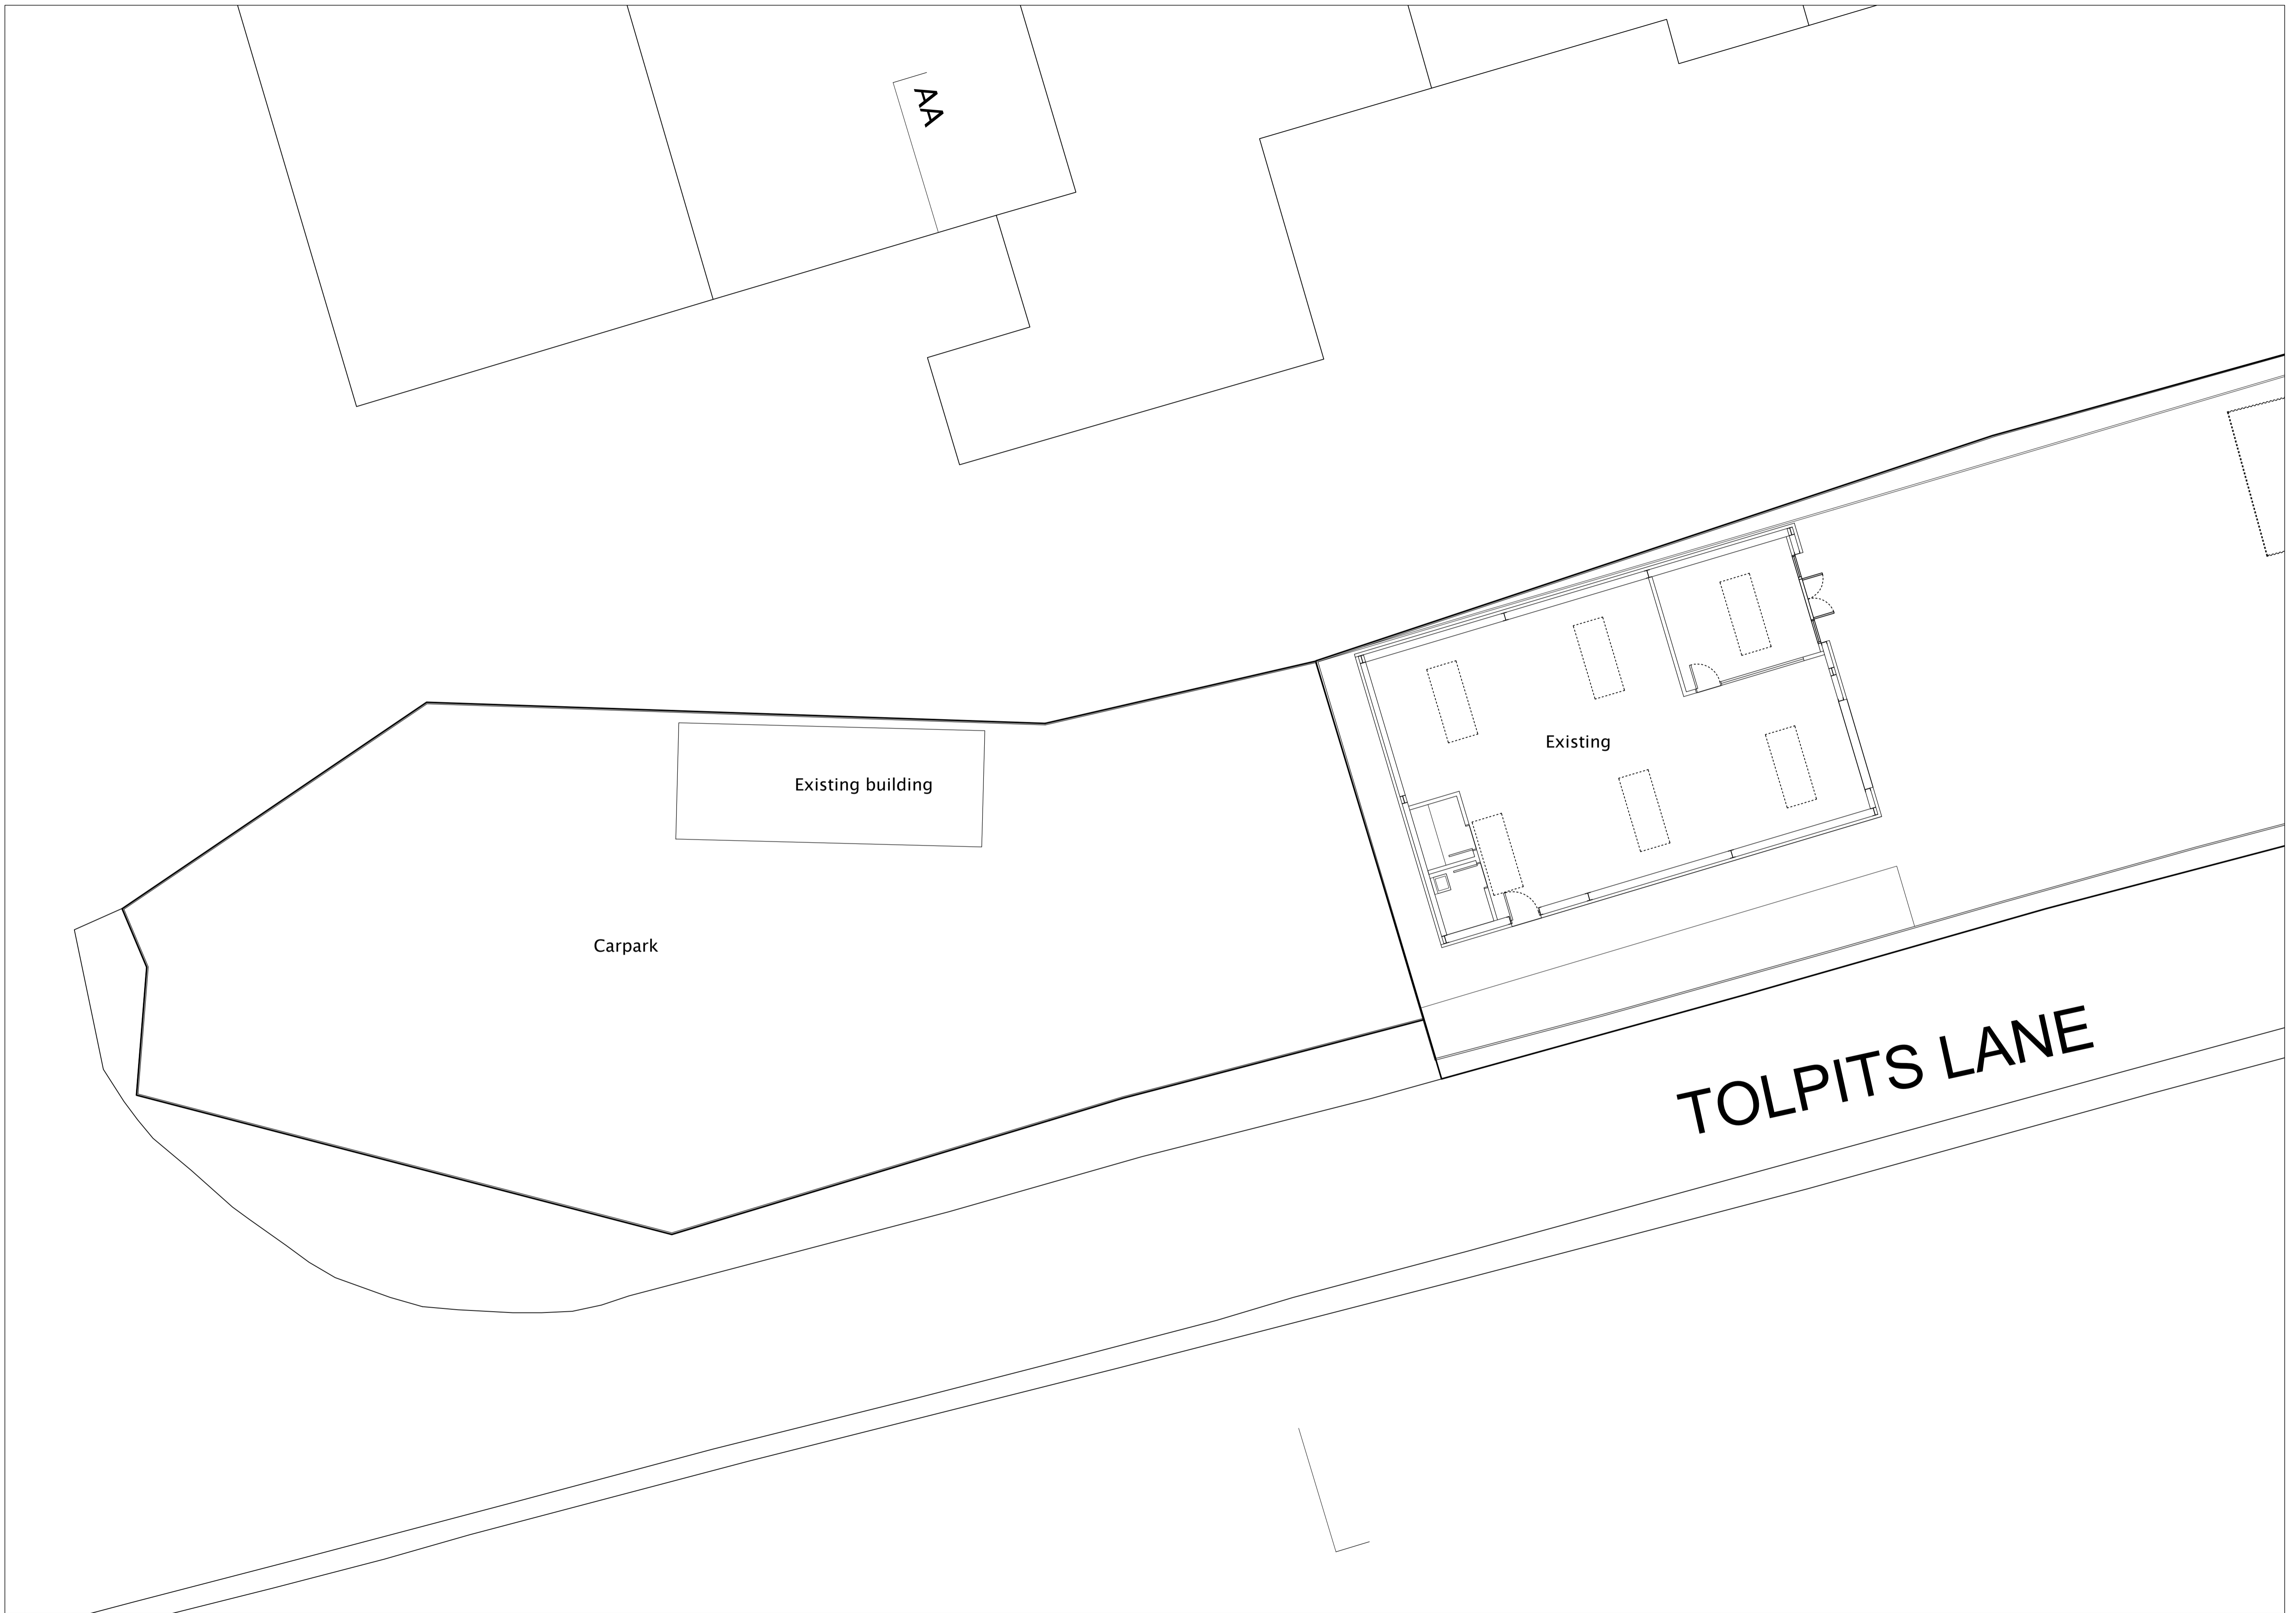 AA
Existing
Existing building
Carpark
TOLPITS LANE